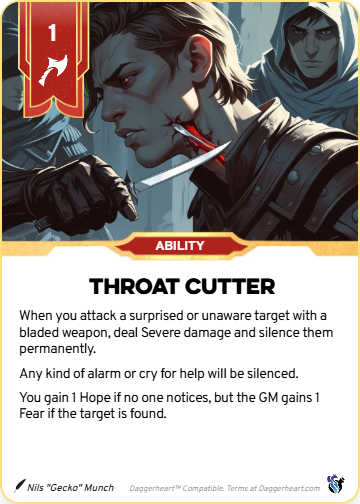 1
ABILITY
THROAT CUTTER
When you attack a surprised or unaware target with a
bladed weapon, deal Severe damage and silence them
permanently.
Any kind of alarm or cry for help will be silenced.
You gain 1 Hope if no one notices, but the GM gains 1
Fear if the target is found.
Nils "Gecko" Munch
Daggerheart™ Compatible. Terms at Daggerheart.com